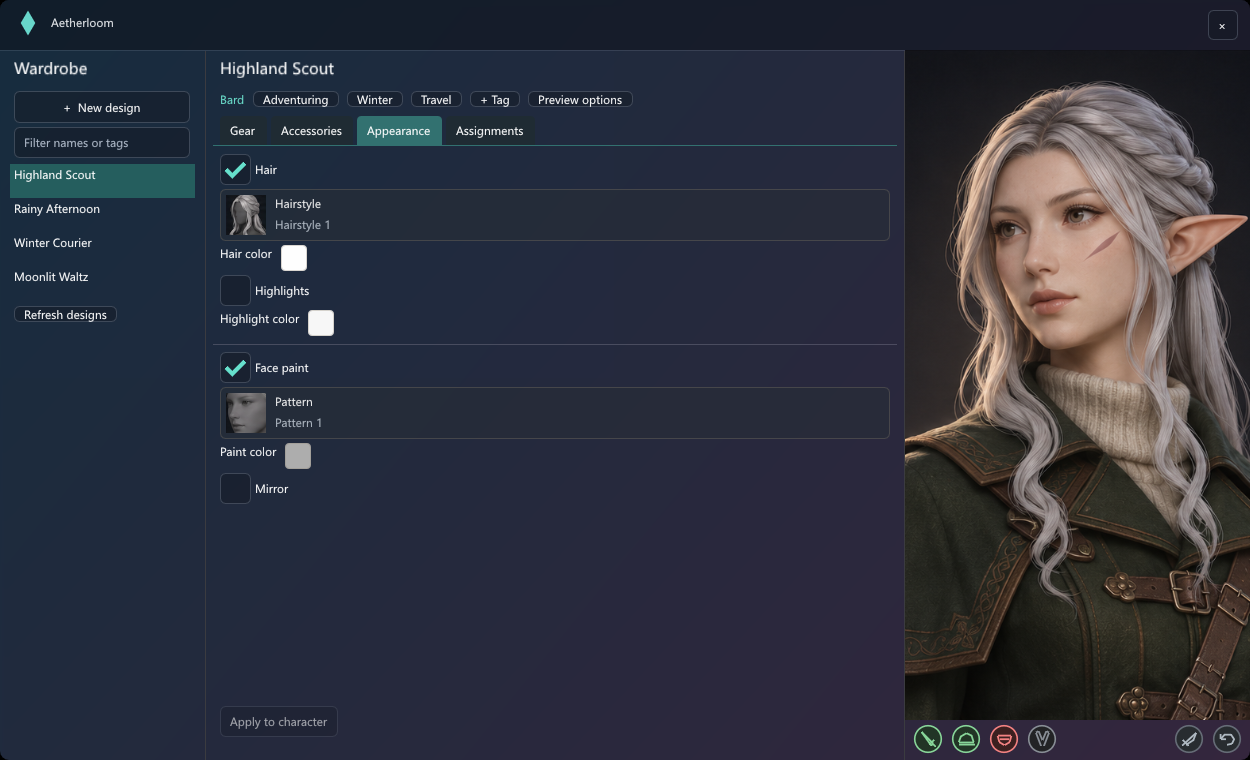 Aetherloom
×
Wardrobe
+ New design
Filter names or tags
Highland Scout
Rainy Afternoon
Winter Courier
Moonlit Waltz
Refresh designs
Highland Scout
Bard Adventuring Winter Travel + Tag Preview options
Gear Accessories Appearance Assignments
Hair
Hairstyle
Hairstyle 1
Hair color
Highlights
Highlight color
Face paint
Pattern
Pattern 1
Paint color
Mirror
Apply to character